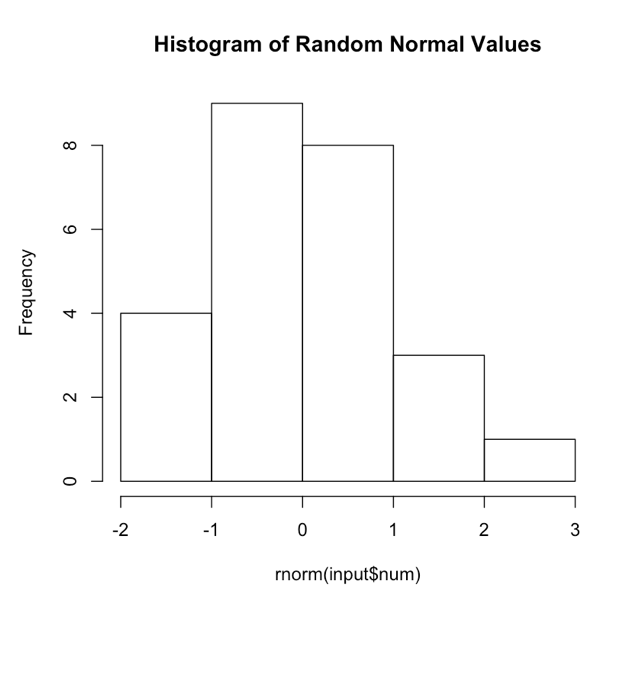 Histogram of Random Normal Values
8
6
4
2
0
Frequency
-2 -1 0 1 2 3
rnorm(input$num)